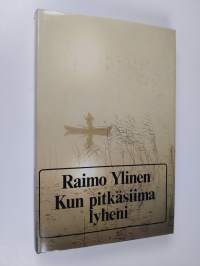 Raimo Ylinen
Kun pitkäsiima
lyheni